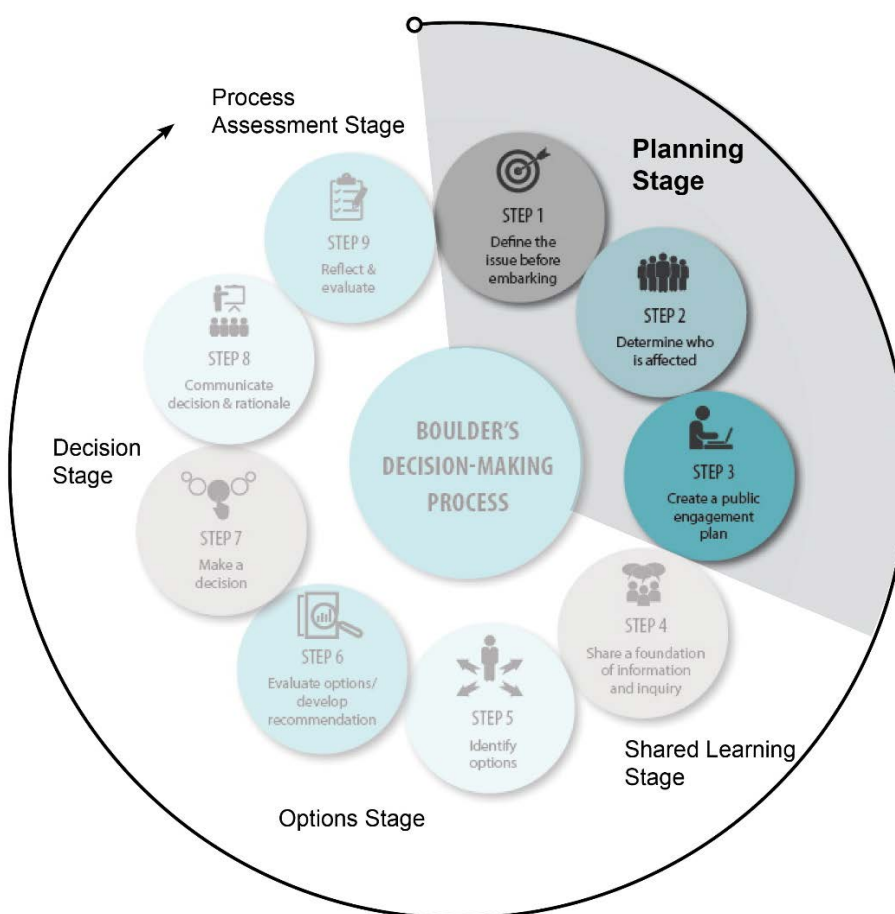 Process
Assessment Stage
Planning
Stage
STEP 1
Define the
issue before
embarking
STEP 2
Determine who
is affected
STEP 3
Create a public
engagement
plan
STEP 4
Share a foundation
of information
and inquiry
Shared Learning
Stage
STEP 5
Identify
options
Options Stage
STEP 6
Evaluate options/
develop
recommendation
STEP 7
Make a
decision
Decision
Stage
STEP 8
Communicate
decision & rationale
STEP 9
Reflect &
evaluate
BOULDER'S
DECISION-MAKING
PROCESS